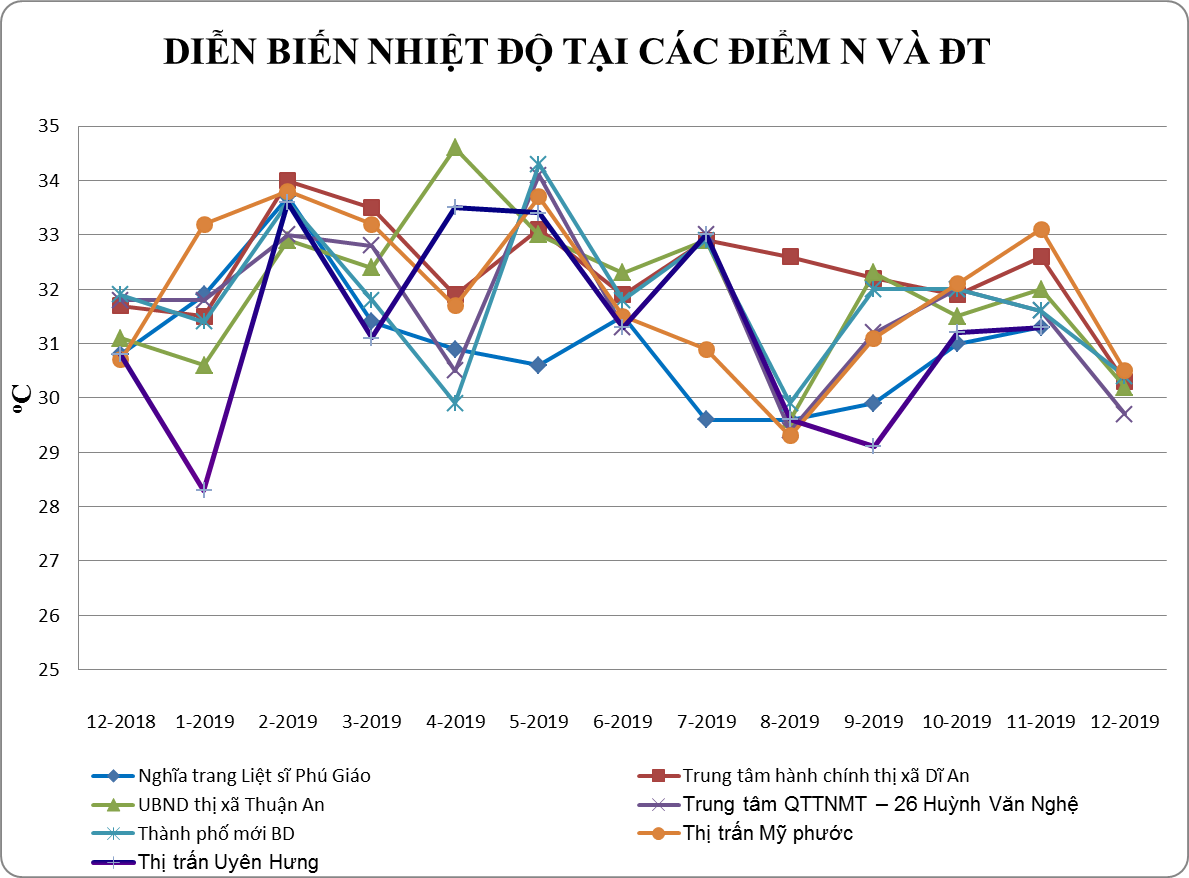 DIỄN BIẾN NHIỆT ĐỘ TẠI CÁC ĐIỂM N VÀ ĐT
35
34
33
32
31
30
29
28
27
26
25
ºC
12-2018 1-2019 2-2019 3-2019 4-2019 5-2019 6-2019 7-2019 8-2019 9-2019 10-2019 11-2019 12-2019
Nghĩa trang Liệt sĩ Phú Giáo Trung tâm hành chính thị xã Dĩ An
UBND thị xã Thuận An Trung tâm QTTNMT – 26 Huỳnh Văn Nghệ
Thành phố mới BD Thị trấn Mỹ phước
Thị trấn Uyên Hưng